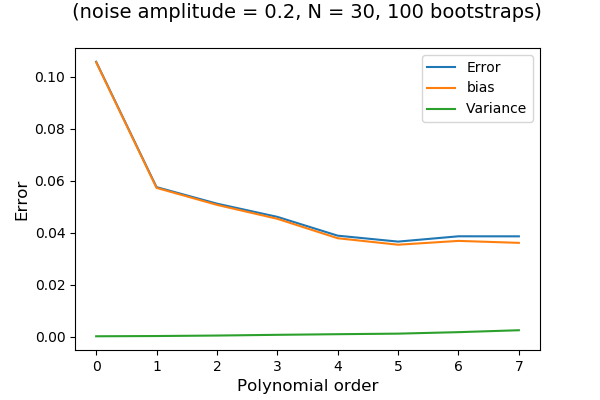 (noise amplitude = 0.2, N = 30, 100 bootstraps)
Error
bias
Variance
0.10
0.08
0.06
0.04
0.02
0.00
Error
0 1 2 3 4 5 6 7
Polynomial order